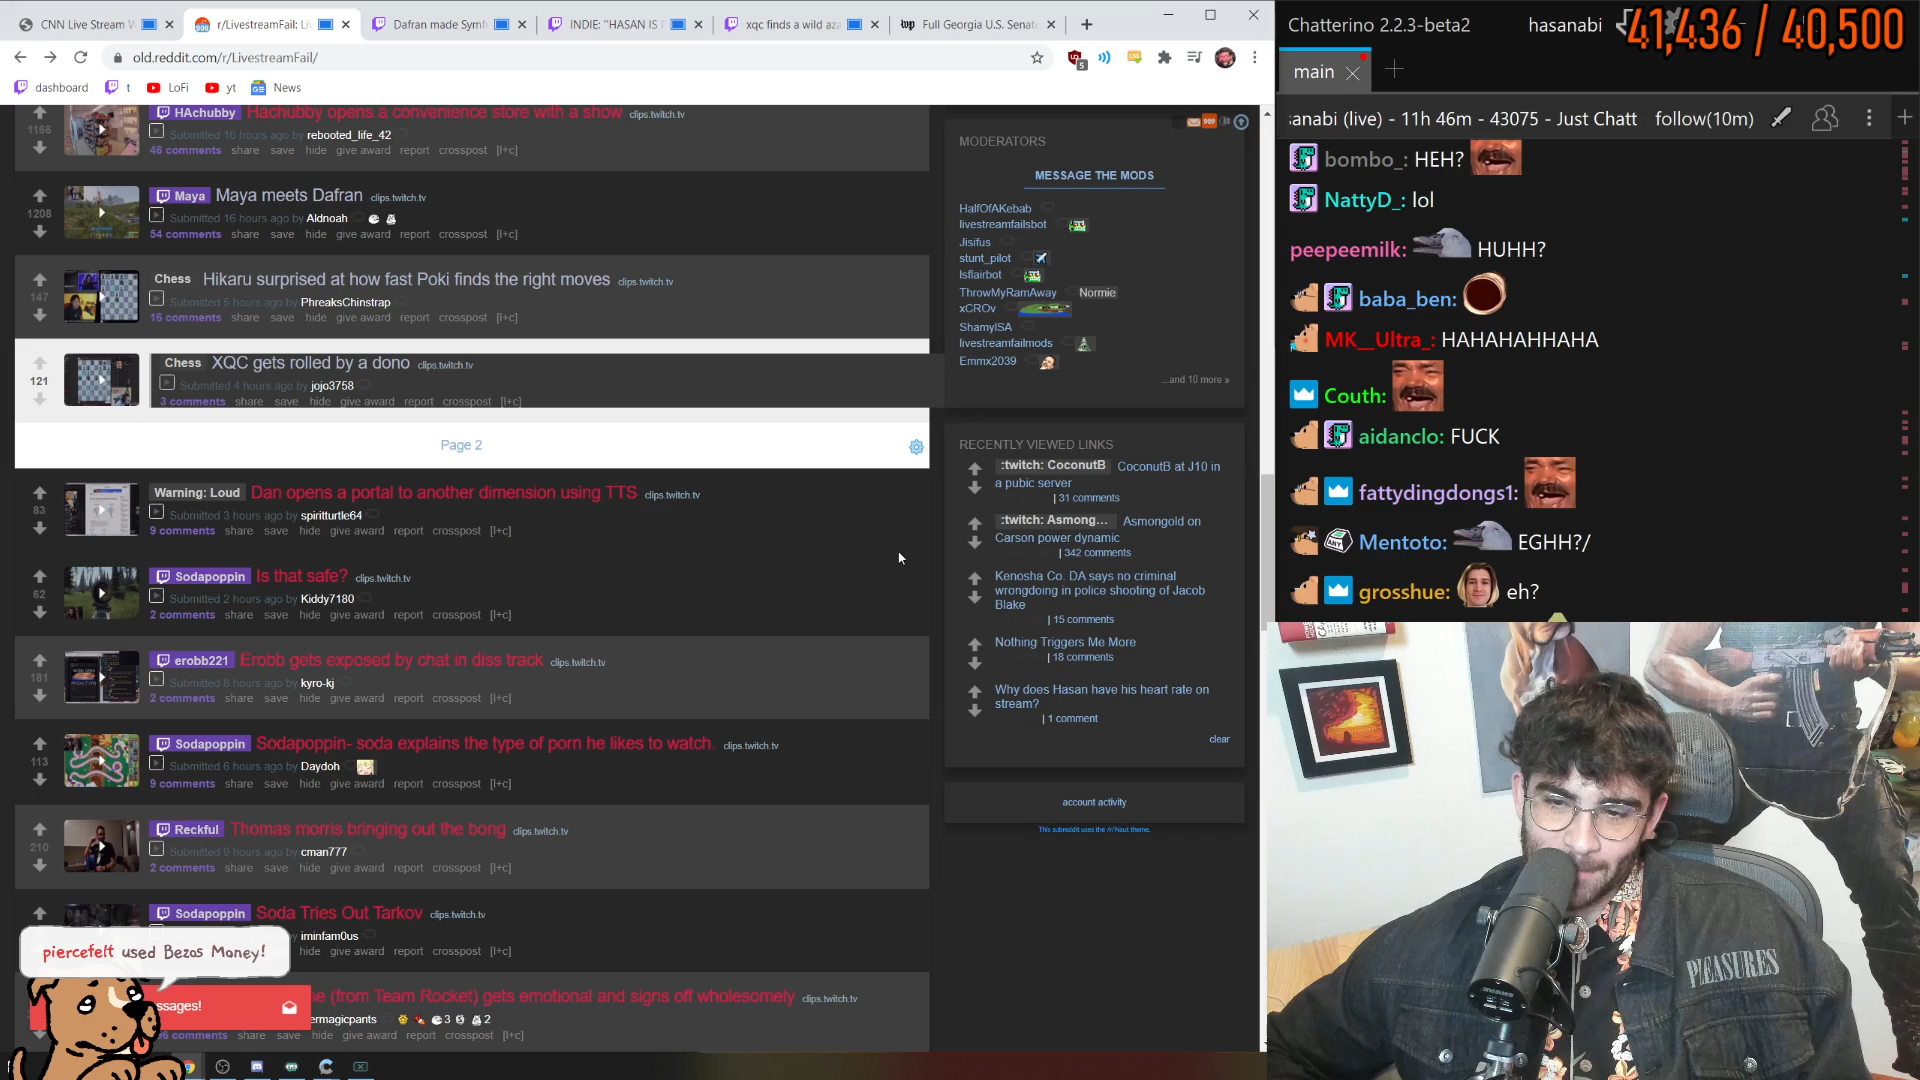 CNN Live Stream W
r/LivestreamFail: Li
Dafran made Symf
INDIE: "HASAN IS F
xqc finds a wild aza
wp Full Georgia U.S. Senat
old.reddit.com/r/LivestreamFail/
5
dashboard
t
LoFi
yt
News
HAchubby Hachubby opens a convenience store with a show clips.twitch.tv
1166
Submitted 16 hours ago by rebooted_life_42
46 comments share save hide give award report crosspost [l+c]
Maya Maya meets Dafran clips.twitch.tv
1208
Submitted 16 hours ago by Aldnoah
54 comments share save hide give award report crosspost [l+c]
Chess Hikaru surprised at how fast Poki finds the right moves clips.twitch.tv
147
Submitted 5 hours ago by PhreaksChinstrap
16 comments share save hide give award report crosspost [l+c]
Chess XQC gets rolled by a dono clips.twitch.tv
121
Submitted 4 hours ago by jojo3758
3 comments share save hide give award report crosspost [l+c]
Page 2
Warning: Loud Dan opens a portal to another dimension using TTS clips.twitch.tv
83
Submitted 3 hours ago by spiritturtle64
9 comments share save hide give award report crosspost [l+c]
Sodapoppin Is that safe? clips.twitch.tv
62
Submitted 2 hours ago by Kiddy7180
2 comments share save hide give award report crosspost [l+c]
erobb221 Erobb gets exposed by chat in diss track clips.twitch.tv
181
Submitted 8 hours ago by kyro-kj
2 comments share save hide give award report crosspost [l+c]
Sodapoppin Sodapoppin- soda explains the type of porn he likes to watch. clips.twitch.tv
113
Submitted 6 hours ago by Daydoh
9 comments share save hide give award report crosspost [l+c]
Reckful Thomas morris bringing out the bong clips.twitch.tv
210
Submitted 9 hours ago by cman777
2 comments share save hide give award report crosspost [l+c]
Sodapoppin Soda Tries Out Tarkov clips.twitch.tv
iminfam0us
hide give award report crosspost [l+c]
piercefelt used Bezos Money!
ssages!
se (from Team Rocket) gets emotional and signs off wholesomely clips.twitch.tv
ermagicpants 3 2
6 comments share save hide give award report crosspost [l+c]
909
MODERATORS
MESSAGE THE MODS
HalfOfAKebab
livestreamfailsbot
Jisifus
stunt_pilot
lsflairbot
ThrowMyRamAway Normie
xCROv
ShamyISA
livestreamfailmods
Emmx2039
...and 10 more »
RECENTLY VIEWED LINKS
:twitch: CoconutB CoconutB at J10 in
a pubic server
| 31 comments
:twitch: Asmong... Asmongold on
Carson power dynamic
| 342 comments
Kenosha Co. DA says no criminal
wrongdoing in police shooting of Jacob
Blake
| 15 comments
Nothing Triggers Me More
| 18 comments
Why does Hasan have his heart rate on
stream?
| 1 comment
clear
account activity
This subreddit uses the /r/Naut theme.
Chatterino 2.2.3-beta2 hasanabi
41,436 / 40,500
main
sanabi (live) - 11h 46m - 43075 - Just Chatt follow(10m)
bombo_: HEH?
NattyD_: lol
peepeemilk: HUHH?
baba_ben:
MK__Ultra_: HAHAHAHHAHA
Couth:
aidanclo: FUCK
fattydingdongs1:
Mentoto: EGHH?/
grosshue: eh?
PLEASURES